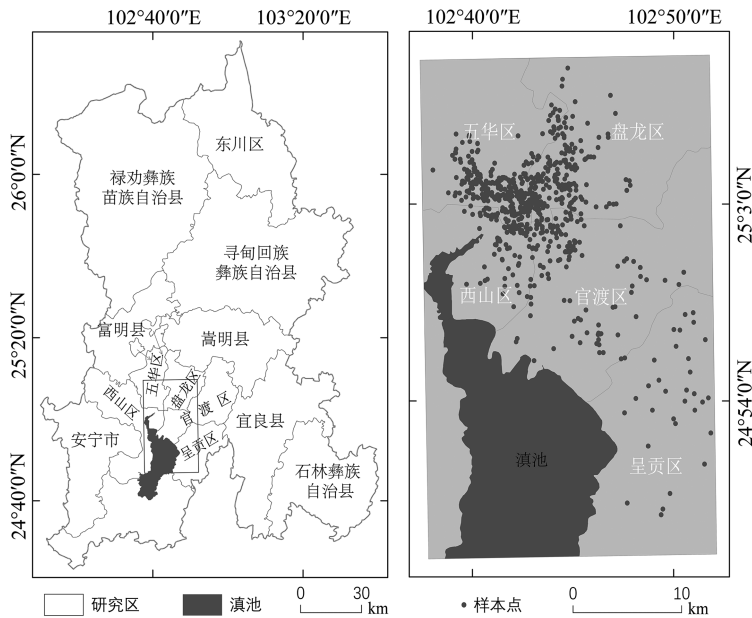 102°40′0″E 103°20′0″E
26°0′0″N
25°20′0″N
24°40′0″N
东川区
禄劝彝族
苗族自治县
寻甸回族
彝族自治县
富明县
嵩明县
五华区
盘龙区
西山区
官渡区
宜良县
安宁市
呈贡区
石林彝族
自治县
研究区
滇池
0 30
km
102°40′0″E 102°50′0″E
25°3′0″N
24°54′0″N
五华区
盘龙区
西山区
官渡区
滇池
呈贡区
样本点
0 10
km